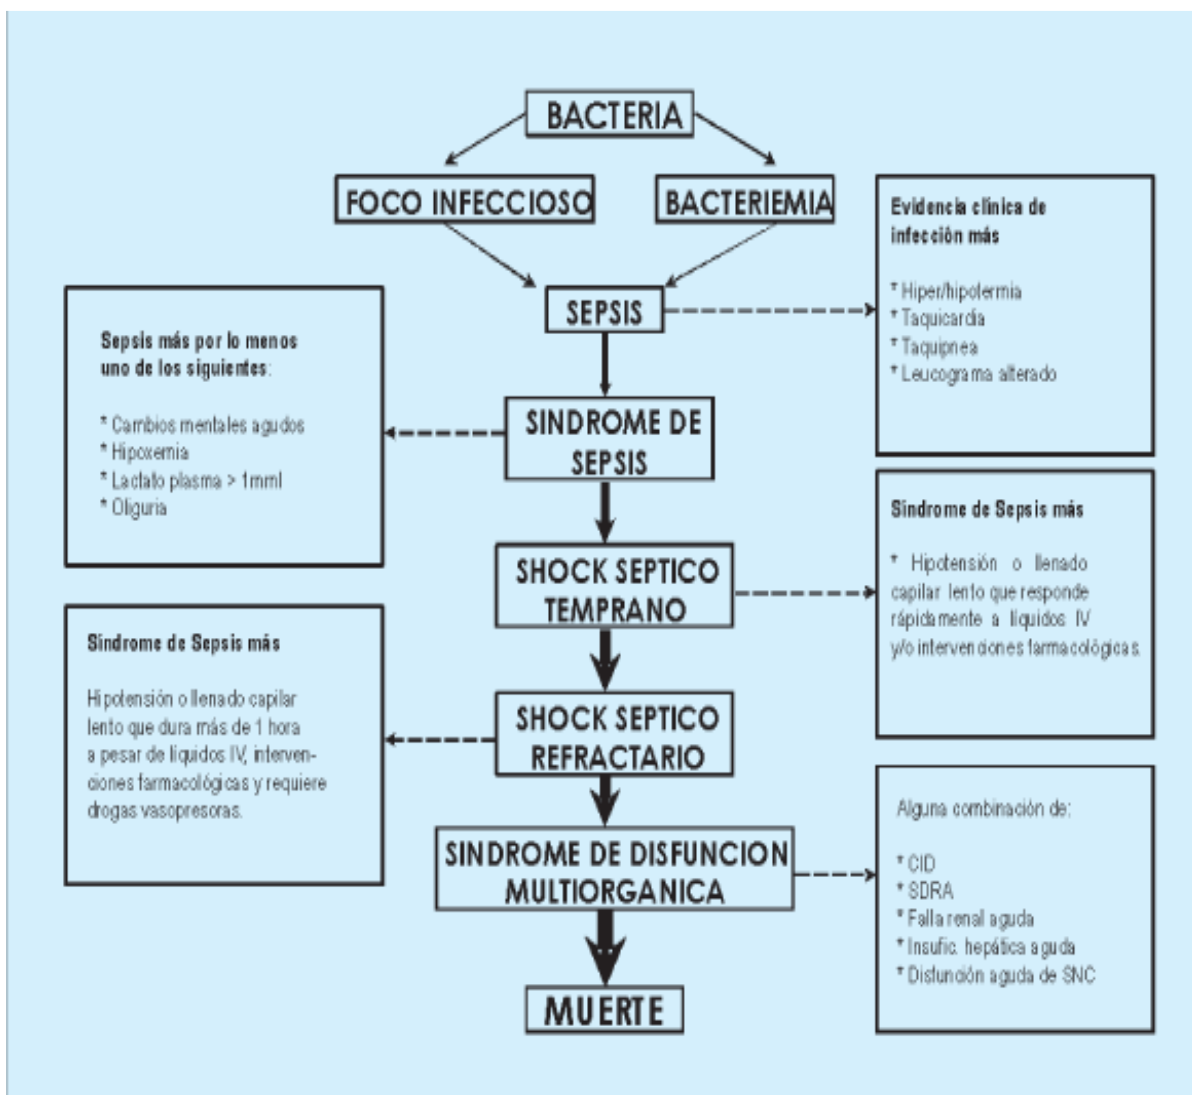 BACTERIA
FOCO INFECCIOSO
BACTERIEMIA
Evidencia clínica de
infección más
* Hiper/hipotermia
* Taquicardía
* Taquipnea
* Leucograma alterado
SEPSIS
Sepsis más por lo menos
uno de los siguientes:
* Cambios mentales agudos
* Hipoxemia
* Lactato plasma > 1mml
* Oliguria
SINDROME DE
SEPSIS
Síndrome de Sepsis más
* Hipotensión o llenado
capilar lento que responde
rápidamente a líquidos IV
y/o intervenciones farmacológicas.
SHOCK SEPTICO
TEMPRANO
Síndrome de Sepsis más
Hipotensión o llenado capilar
lento que dura más de 1 hora
a pesar de líquidos IV, interven-
ciones farmacológicas y requiere
drogas vasopresoras.
SHOCK SEPTICO
REFRACTARIO
SINDROME DE DISFUNCION
MULTIORGANICA
Alguna combinación de:
* CID
* SDRA
* Falla renal aguda
* Insufic. hepática aguda
* Disfunción aguda de SNC
MUERTE